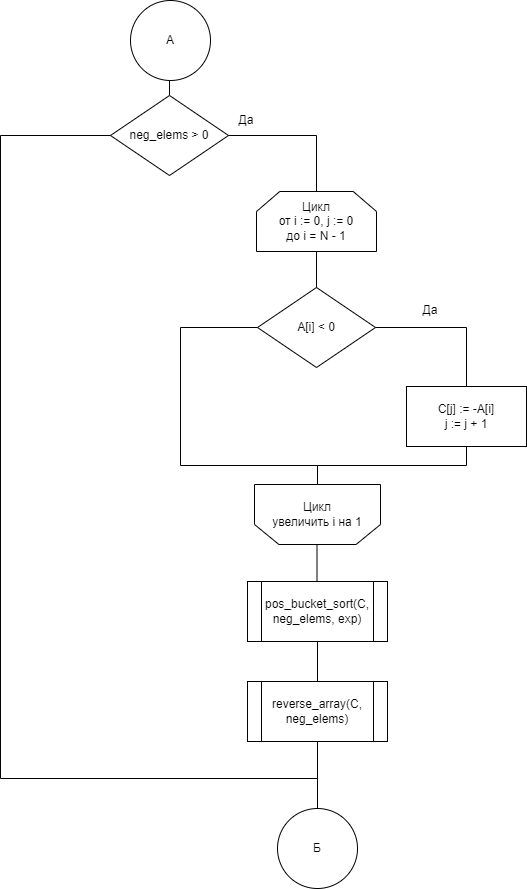 А
neg_elems > 0
Да
Цикл
от i := 0, j := 0
до i = N - 1
A[i] < 0
Да
C[j] := -A[i]
j := j + 1
Цикл
увеличить i на 1
pos_bucket_sort(C,
neg_elems, exp)
reverse_array(C,
neg_elems)
Б